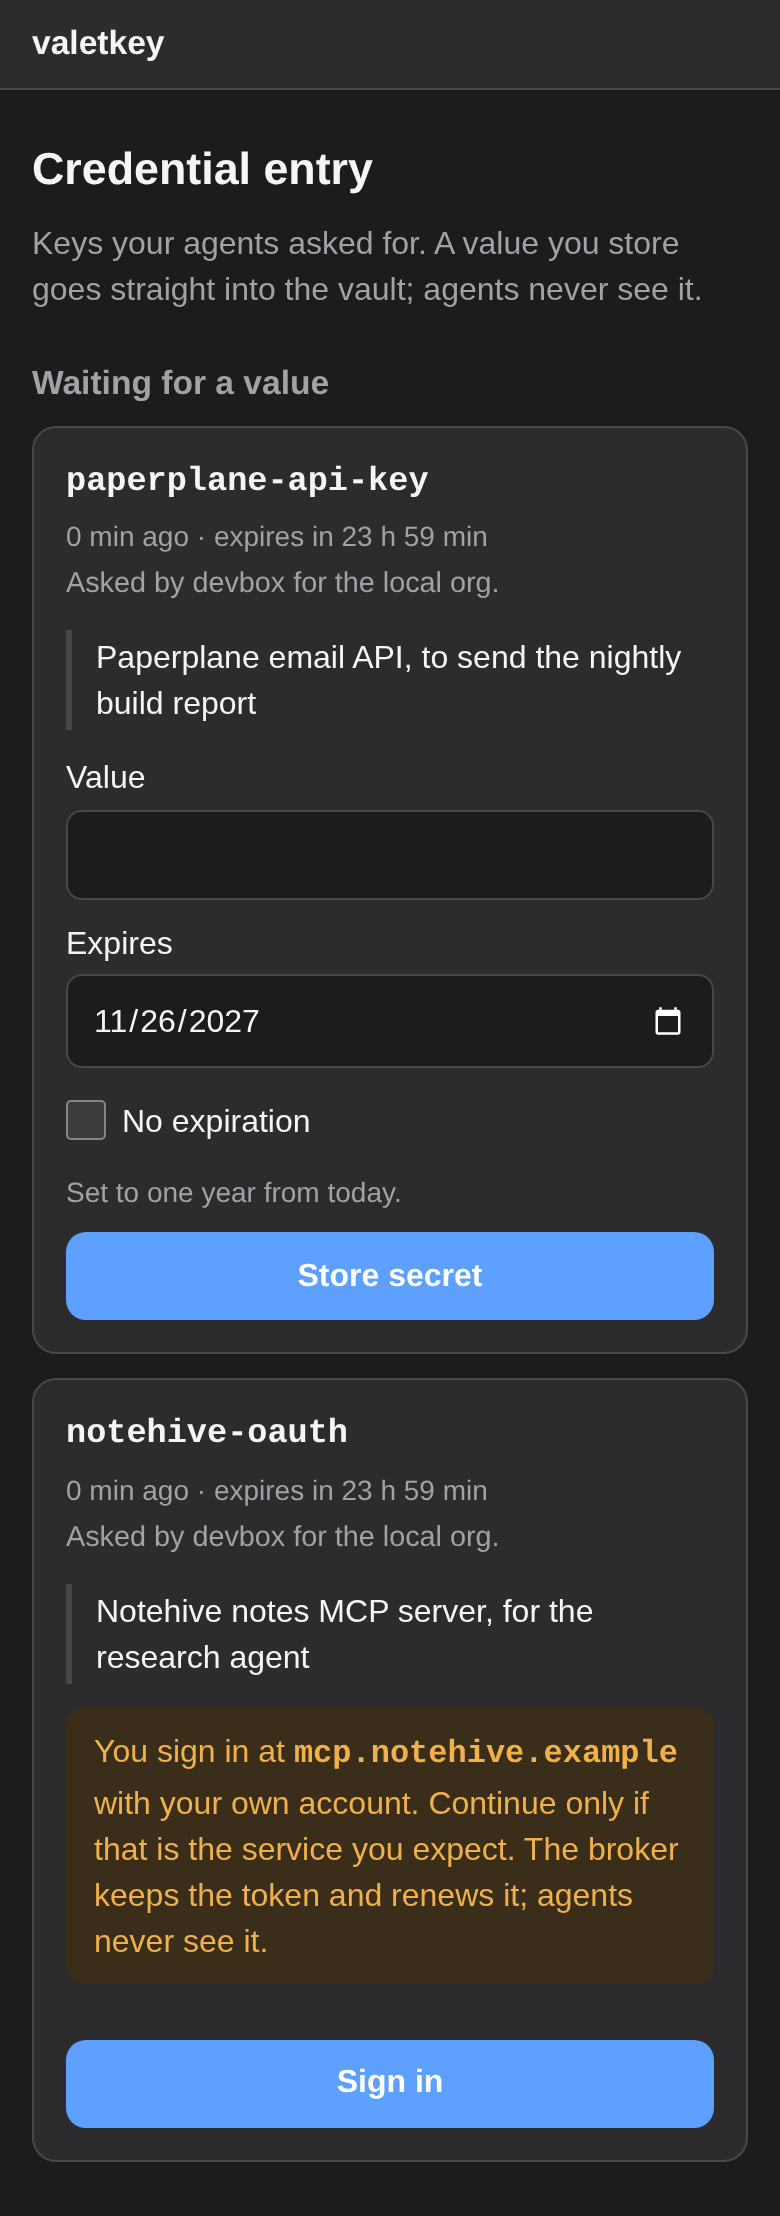 valetkey
Credential entry
Keys your agents asked for. A value you store
goes straight into the vault; agents never see it.
Waiting for a value
paperplane-api-key
0 min ago · expires in 23 h 59 min
Asked by devbox for the local org.
Paperplane email API, to send the nightly
build report
Value
Expires
11/26/2027
No expiration
Set to one year from today.
Store secret
notehive-oauth
0 min ago · expires in 23 h 59 min
Asked by devbox for the local org.
Notehive notes MCP server, for the
research agent
You sign in at mcp.notehive.example
with your own account. Continue only if
that is the service you expect. The broker
keeps the token and renews it; agents
never see it.
Sign in